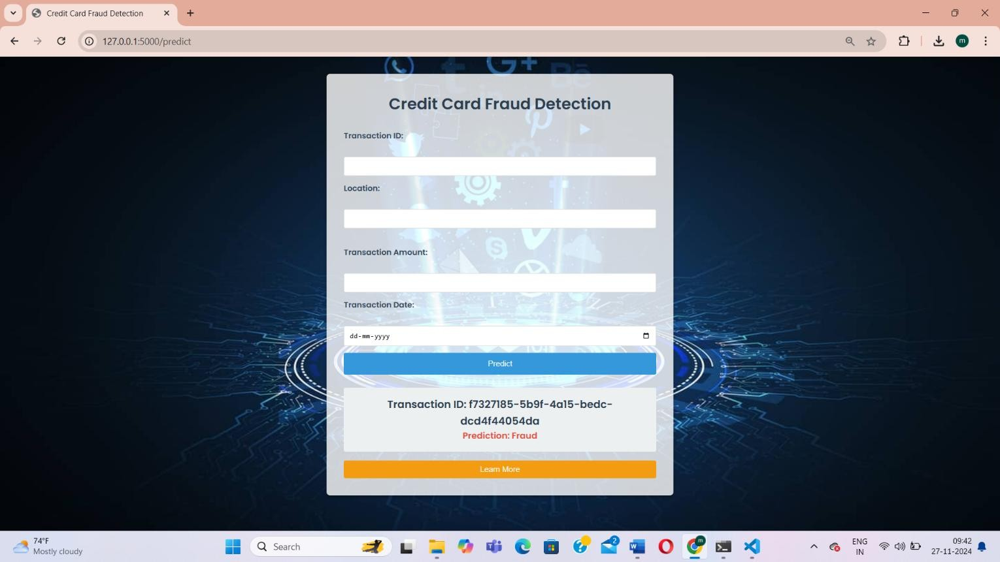 Credit Card Fraud Detection
127.0.0.1:5000/predict
m
Credit Card Fraud Detection
Transaction ID:
Location:
Transaction Amount:
Transaction Date:
dd-mm-yyyy
Predict
Transaction ID: f7327185-5b9f-4a15-bedc-
dcd4f44054da
Prediction: Fraud
Learn More
74°F
Mostly cloudy
Search
2
m
ENG
IN
09:42
27-11-2024